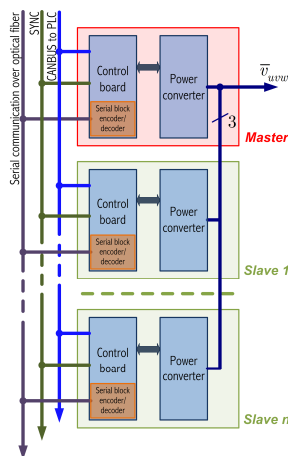 Serial communication over optical fiber
SYNC
CANBUS to PLC
Control
board
Serial block
encoder/
decoder
Power
converter
v̅uvw
3
Master
Control
board
Serial block
encoder/
decoder
Power
converter
Slave 1
Control
board
Serial block
encoder/
decoder
Power
converter
Slave n